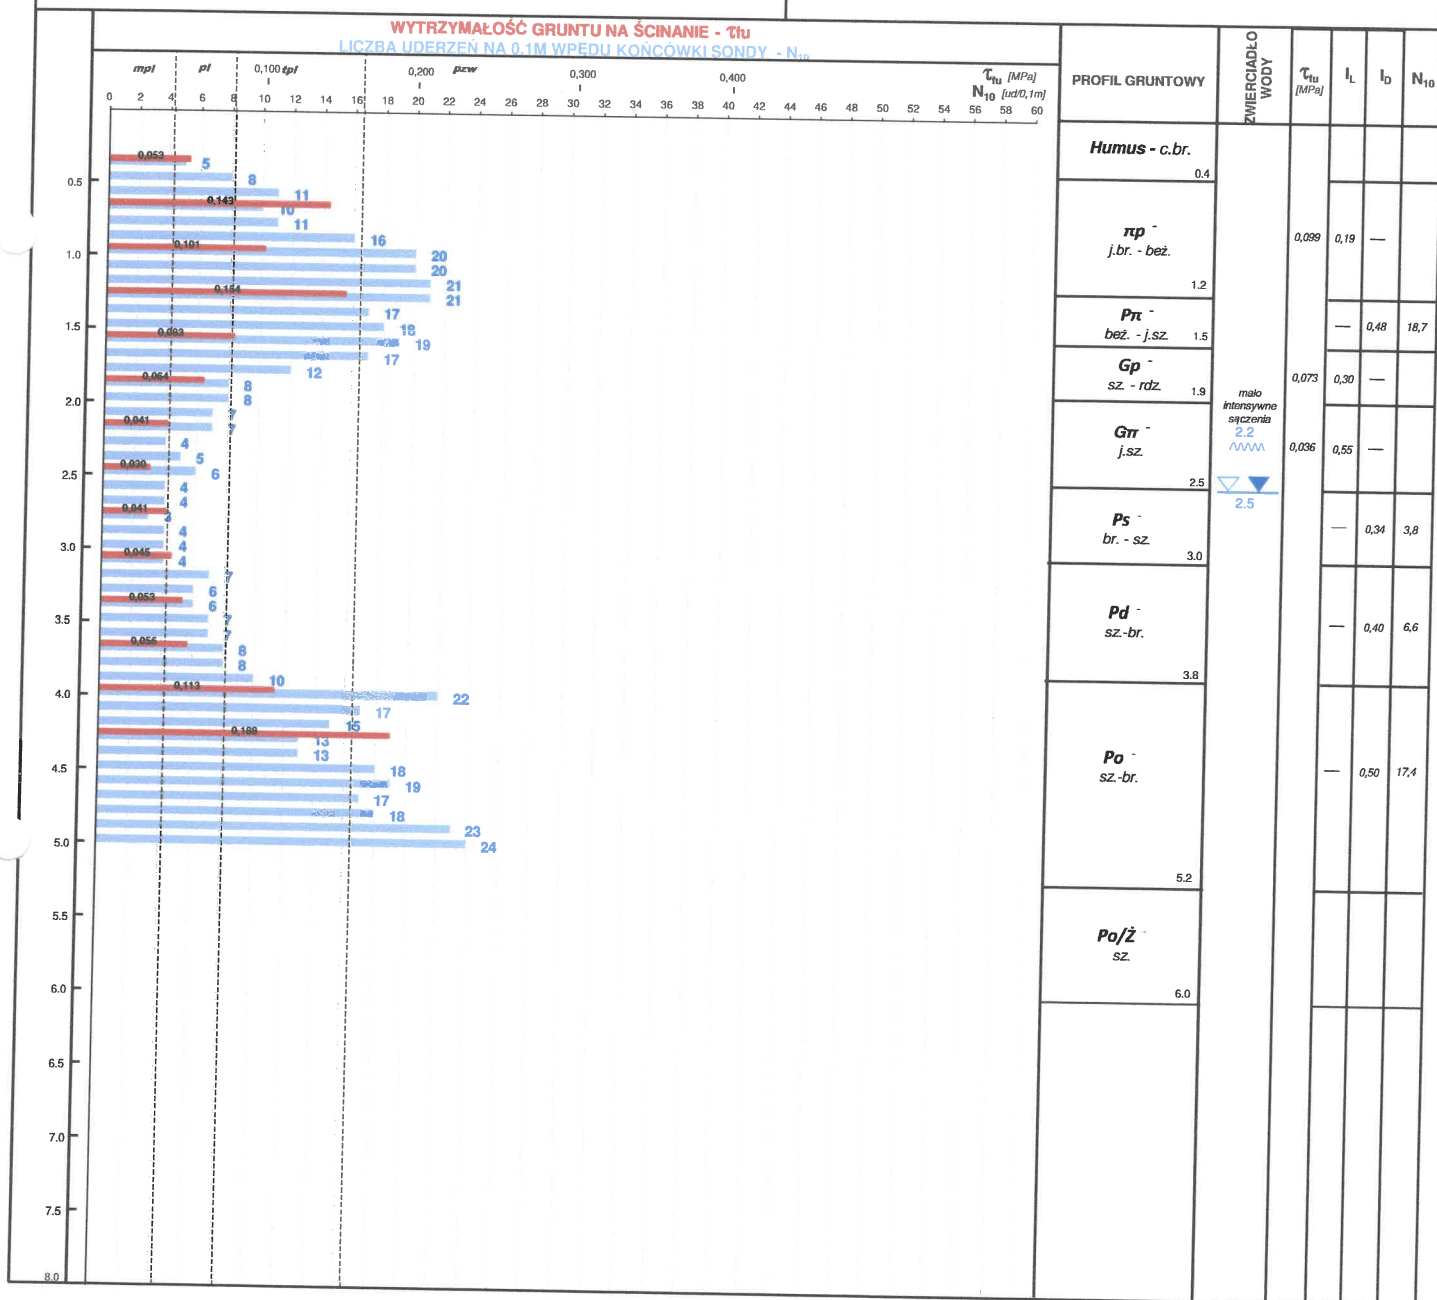 WYTRZYMAŁOŚĆ GRUNTU NA ŚCINANIE - τfu
LICZBA UDERZEŃ NA 0.1M WPĘDU KOŃCÓWKI SONDY - N10
mpl pl 0,100 tpl 0,200 pzw 0,300 0,400 τfu [MPa]
N10 [ud/0,1m]
0 2 4 6 8 10 12 14 16 18 20 22 24 26 28 30 32 34 36 38 40 42 44 46 48 50 52 54 56 58 60
PROFIL GRUNTOWY
ZWIERCIADŁO WODY
τfu [MPa] IL ID N10
0,053
5
0.5
8
11
0,143
10
11
16
0,101
1.0
20
20
21
0,154
21
17
1.5
18
0,083
19
17
12
0,064
8
2.0
8
7
0,041
7
4
5
0,030
2.5
6
4
4
0,041
3
4
3.0
4
0,045
4
7
6
0,053
6
3.5
7
7
0,056
8
8
10
0,113
4.0
22
17
15
0,188
13
13
4.5
18
19
17
18
23
5.0
24
5.5
6.0
6.5
7.0
7.5
8.0
Humus - c.br.
0.4
πp -
j.br. - beż.
1.2
0,099 0,19 —
Pπ -
beż. - j.sz. 1.5
— 0,48 18,7
Gp -
sz. - rdz. 1.9
0,073 0,30 —
Gπ -
j.sz.
2.5
mało
intensywne
sączenia
2.2
2.5
0,036 0,55 —
Ps -
br. - sz.
3.0
— 0,34 3,8
Pd -
sz.-br.
3.8
— 0,40 6,6
Po -
sz.-br.
5.2
— 0,50 17,4
Po/Ż -
sz.
6.0